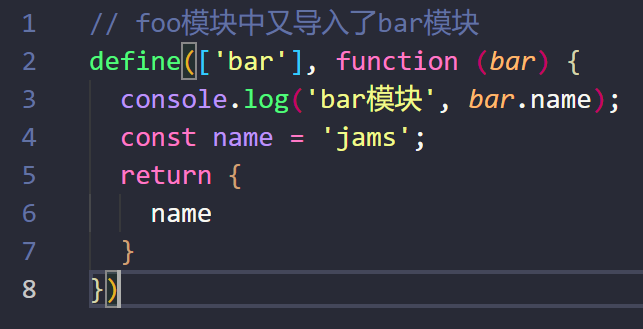 1 // foo模块中又导入了bar模块
2 define(['bar'], function (bar) {
3   console.log('bar模块', bar.name);
4   const name = 'jams';
5   return {
6     name
7   }
8 })